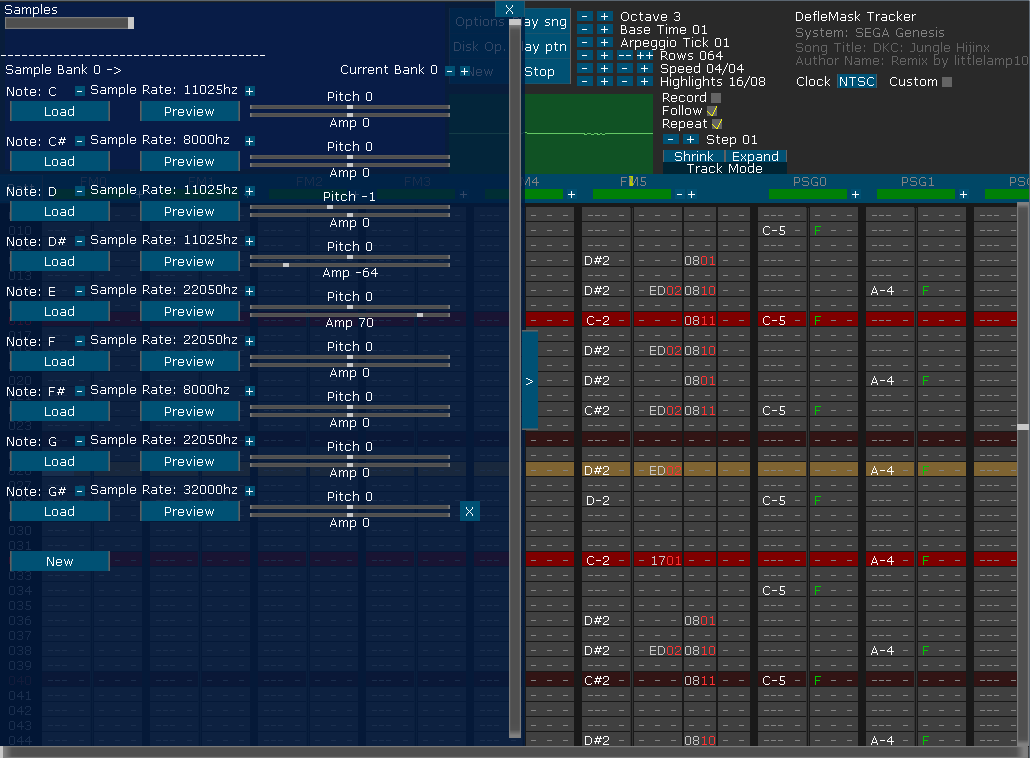 Samples
X
------------------------------------
Sample Bank 0 -> Current Bank 0 - +
Note: C - Sample Rate: 11025hz +
Pitch 0
Load Preview
Amp 0
Note: C# - Sample Rate: 8000hz +
Pitch 0
Load Preview
Amp 0
Note: D - Sample Rate: 11025hz +
Pitch -1
Load Preview
Amp 0
Note: D# - Sample Rate: 11025hz +
Pitch 0
Load Preview
Amp -64
Note: E - Sample Rate: 22050hz +
Pitch 0
Load Preview
Amp 70
Note: F - Sample Rate: 22050hz +
Pitch 0
Load Preview
Amp 0
Note: F# - Sample Rate: 8000hz +
Pitch 0
Load Preview
Amp 0
Note: G - Sample Rate: 22050hz +
Pitch 0
Load Preview
Amp 0
Note: G# - Sample Rate: 32000hz +
Pitch 0
Load Preview X
Amp 0
New
>
Options
Disk Op.
New
ay sng
ay ptn
Stop
- + Octave 3
- + Base Time 01
- + Arpeggio Tick 01
- + -- ++ Rows 064
- + - + Speed 04/04
- + - + Highlights 16/08
DefleMask Tracker
System: SEGA Genesis
Song Title: DKC: Jungle Hijinx
Author Name: Remix by littlelamp10
Clock NTSC Custom
Record
Follow
Repeat
- + Step 01
Shrink Expand
Track Mode
FM0 FM1 FM2 FM3 M4 FM5 PSG0 PSG1 PS
C-5 F
D#2 0801
D#2 ED02 0810 A-4 F
C-2 0811 C-5 F
D#2 ED02 0810
D#2 0801 A-4 F
C#2 ED02 0811 C-5 F
D#2 ED02 A-4 F
D-2 C-5 F
030
031
C-2 1701 A-4 F
033
034 C-5 F
035
036 D#2 0801
037
038 D#2 ED02 0810 A-4 F
039
040 C#2 0811 C-5 F
041
042
043
044 D#2 0810 A-4 F